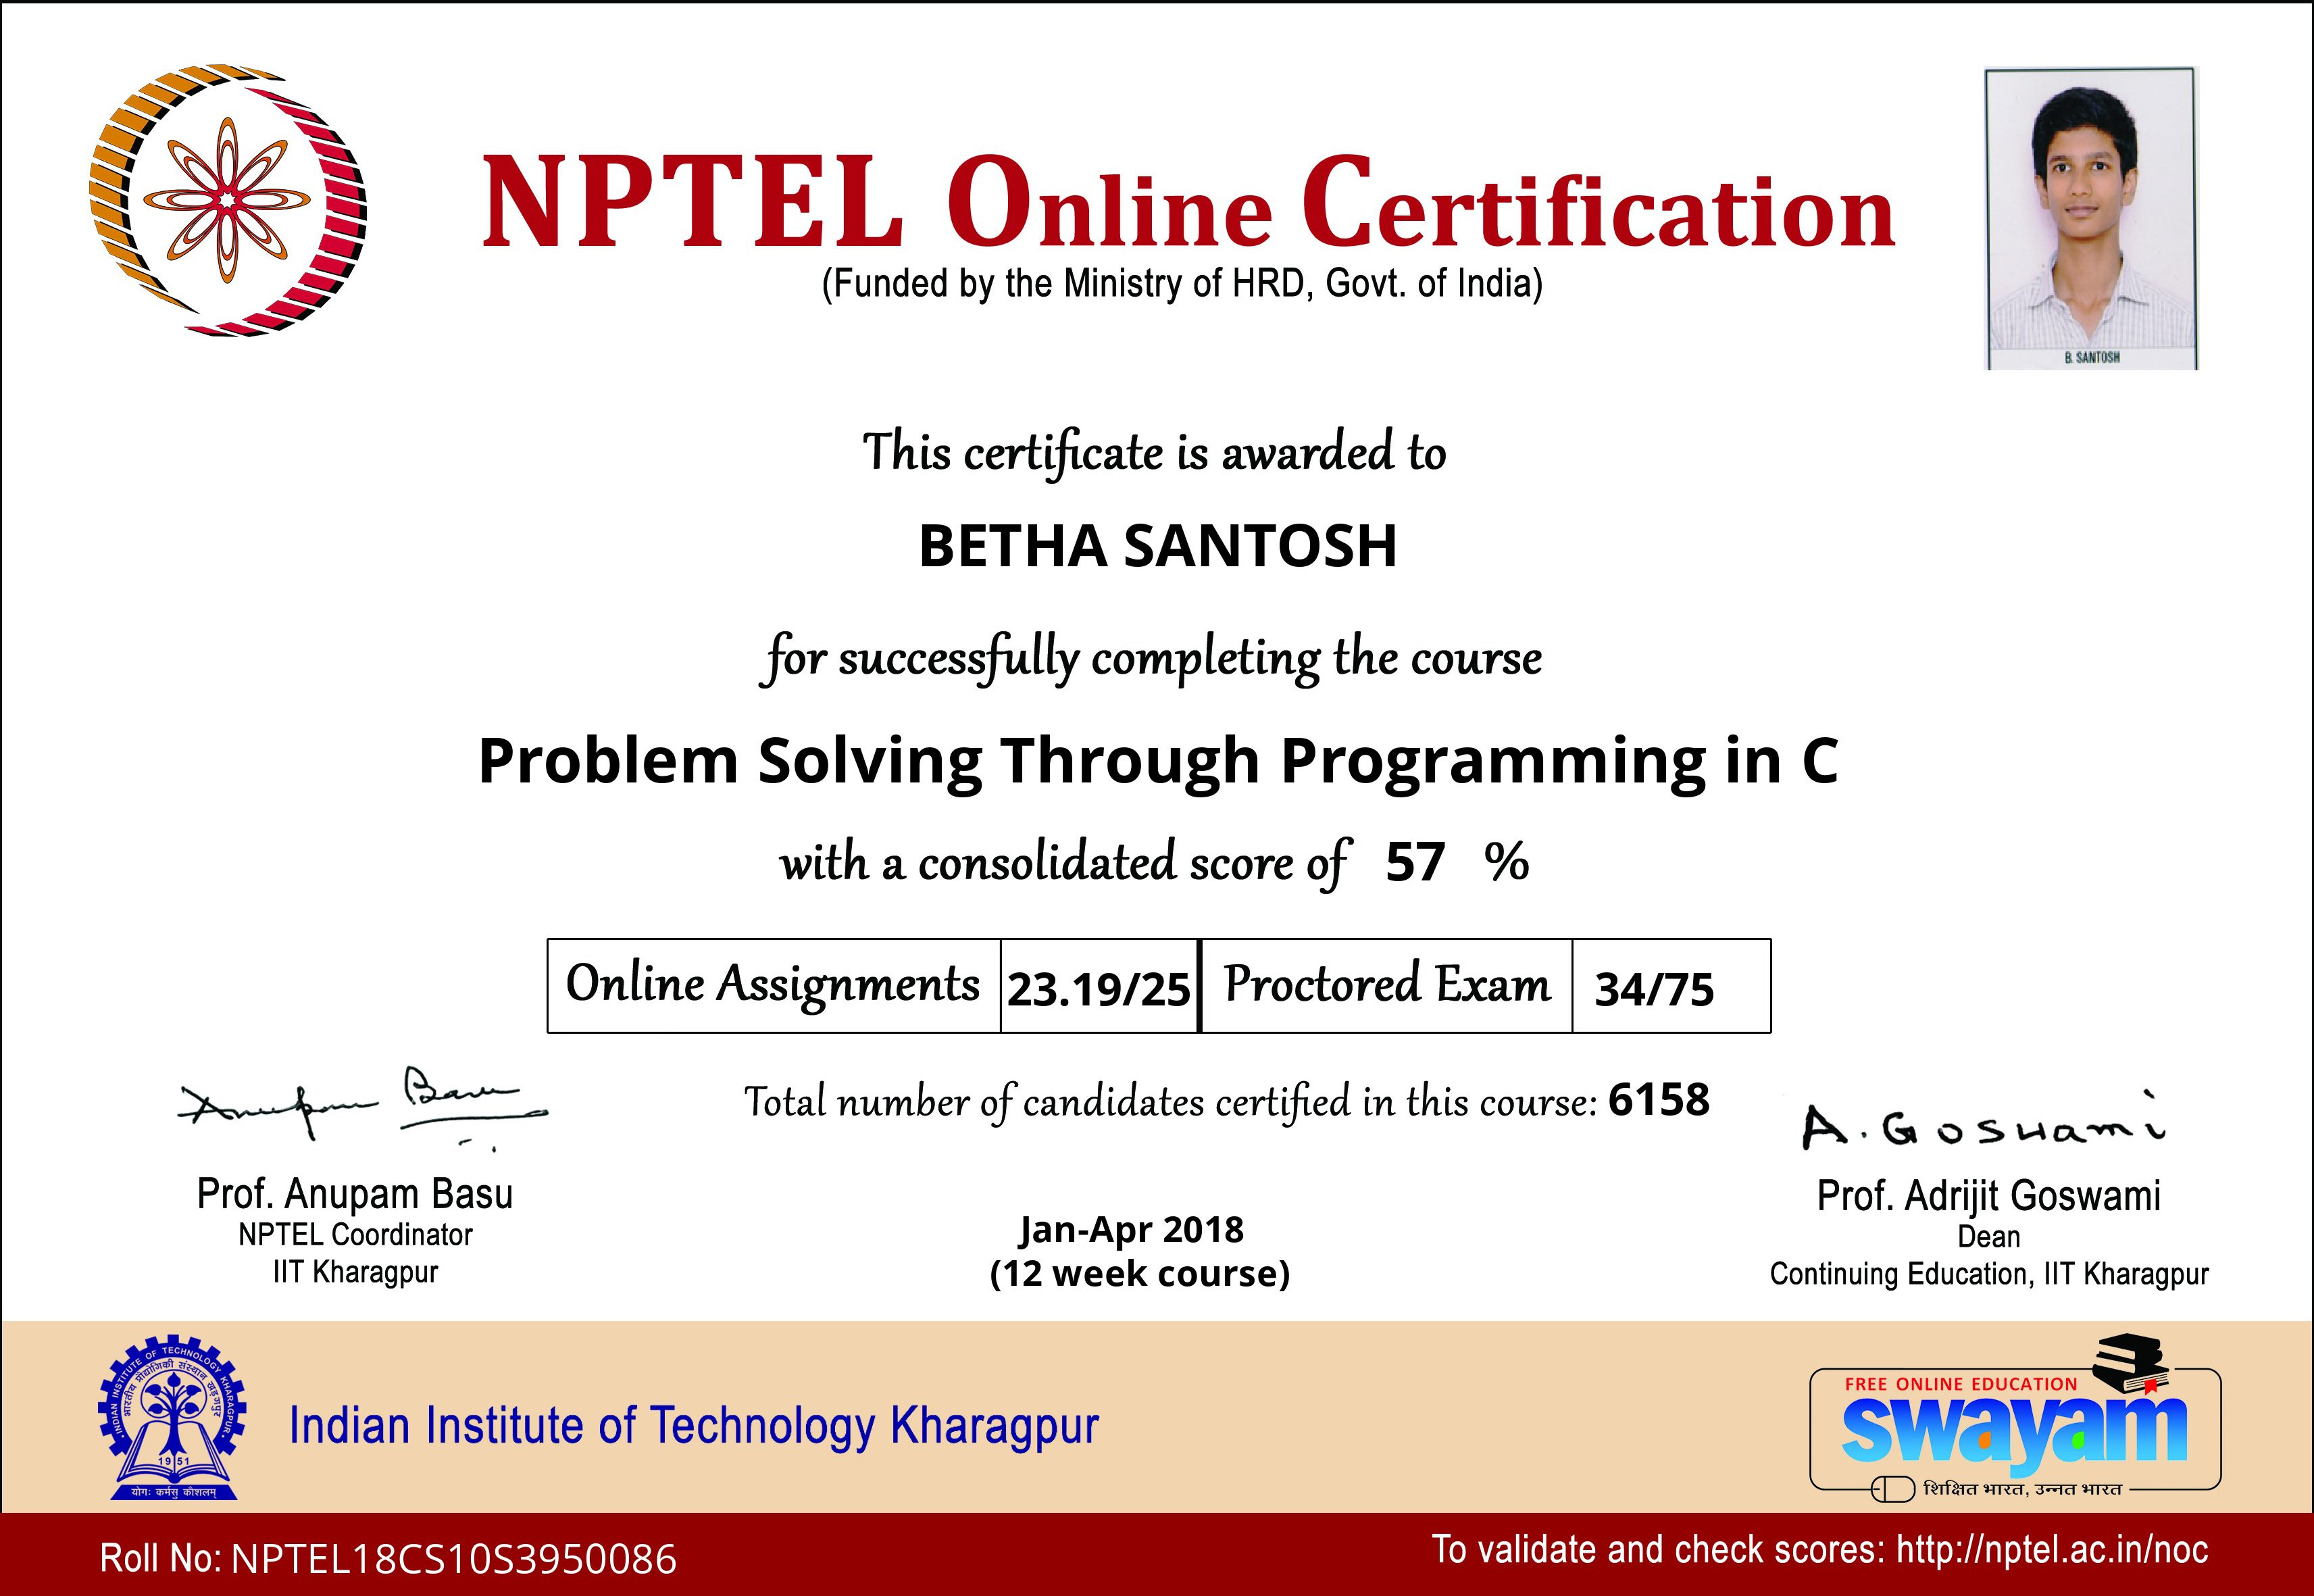 NPTEL Online Certification
(Funded by the Ministry of HRD, Govt. of India)
B. SANTOSH
This certificate is awarded to
BETHA SANTOSH
for successfully completing the course
Problem Solving Through Programming in C
with a consolidated score of 57 %
Online Assignments 23.19/25 Proctored Exam 34/75
Total number of candidates certified in this course: 6158
Anupam Basu
A. Goswami
Prof. Anupam Basu
NPTEL Coordinator
IIT Kharagpur
Jan-Apr 2018
(12 week course)
Prof. Adrijit Goswami
Dean
Continuing Education, IIT Kharagpur
INDIAN INSTITUTE OF TECHNOLOGY KHARAGPUR
भारतीय प्रौद्योगिकी संस्थान खड़गपुर
1951
योगः कर्मसु कौशलम्
Indian Institute of Technology Kharagpur
FREE ONLINE EDUCATION
swayam
शिक्षित भारत, उन्नत भारत
Roll No: NPTEL18CS10S3950086
To validate and check scores: http://nptel.ac.in/noc